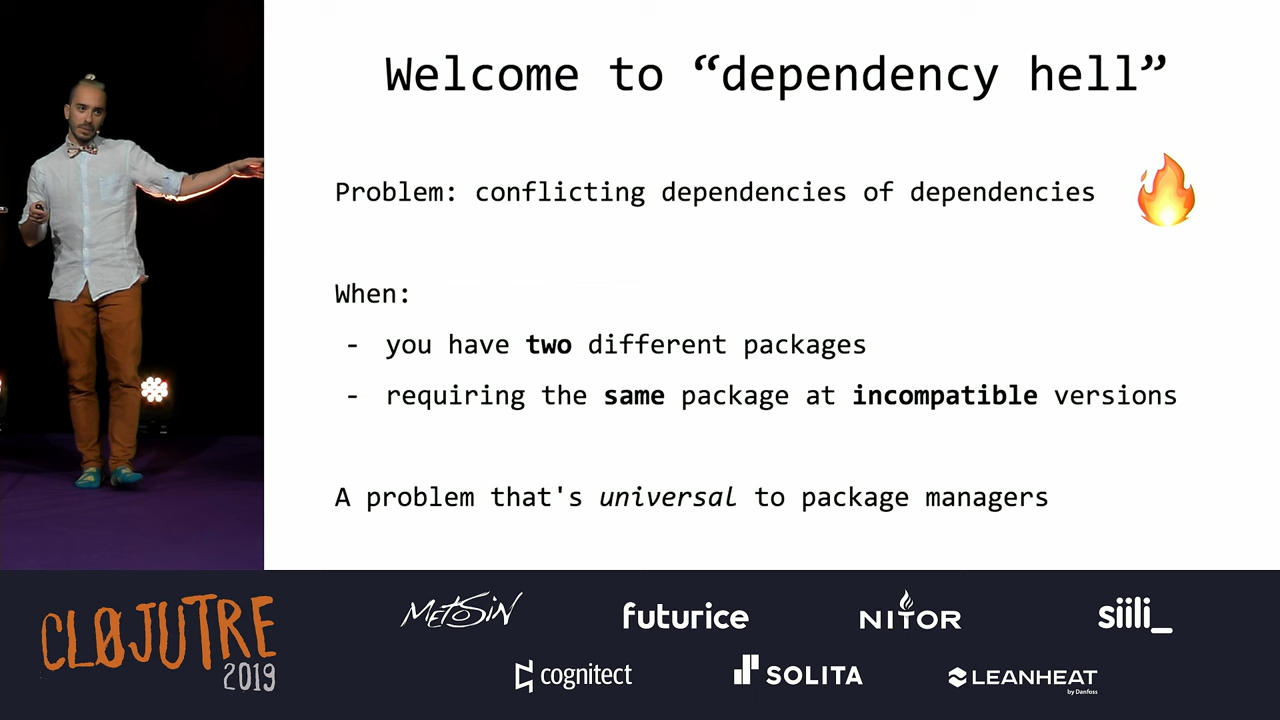 Welcome to “dependency hell”
Problem: conflicting dependencies of dependencies
When:
- you have two different packages
- requiring the same package at incompatible versions
A problem that's universal to package managers
CLØJUTRE
2019
METOSIN
futurice
NITOR
siili_
cognitect
SOLITA
LEANHEAT
by Danfoss